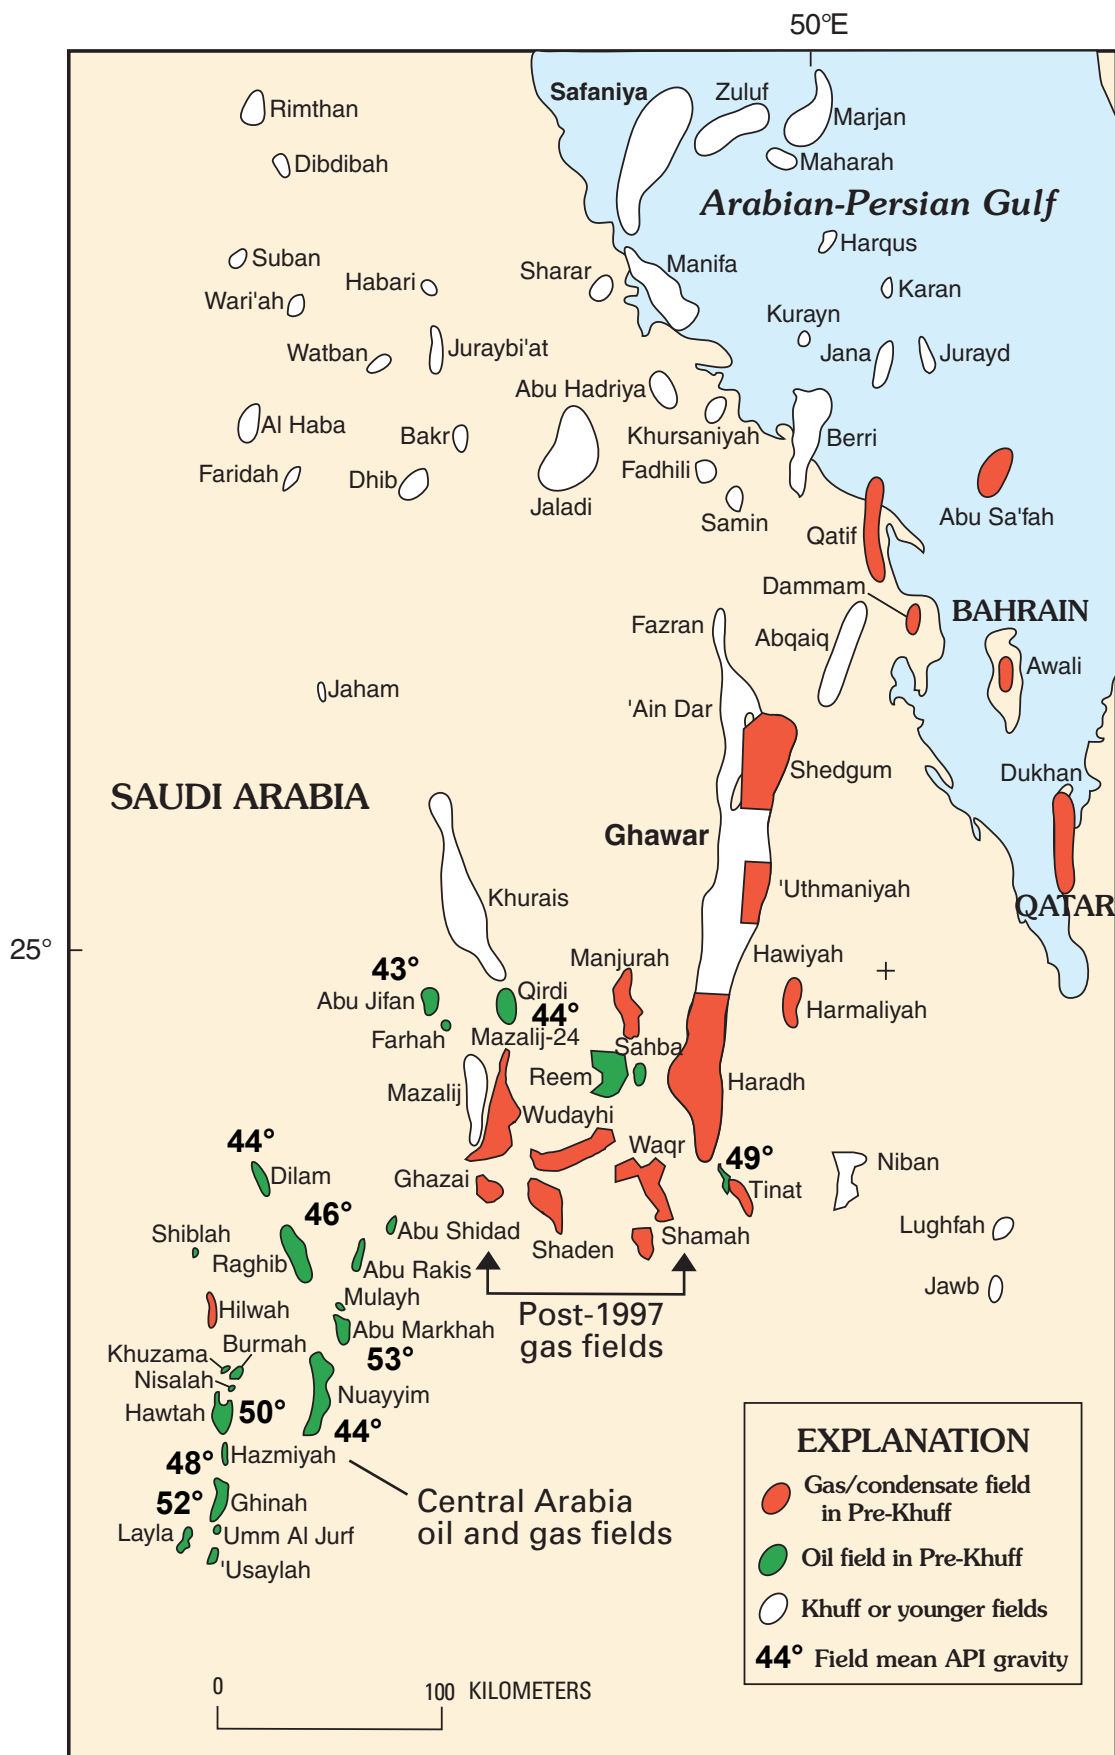 50°E
Safaniya
Zuluf
Rimthan
Marjan
Dibdibah
Maharah
Arabian-Persian Gulf
Harqus
Suban
Manifa
Sharar
Habari
Karan
Wari'ah
Kurayn
Juraybi'at
Watban
Jana
Jurayd
Abu Hadriya
Al Haba
Bakr
Khursaniyah
Berri
Faridah
Dhib
Fadhili
Jaladi
Samin
Abu Sa'fah
Qatif
Dammam
BAHRAIN
Fazran
Abqaiq
Awali
Jaham
'Ain Dar
Shedgum
Dukhan
SAUDI ARABIA
Ghawar
'Uthmaniyah
Khurais
QATAR
25°
Hawiyah
Manjurah
43°
Abu Jifan
Qirdi
44°
Harmaliyah
Farhah
Mazalij-24
Sahba
Reem
Haradh
Mazalij
Wudayhi
44°
Waqr
49°
Niban
Dilam
Ghazai
Tinat
46°
Shiblah
Abu Shidad
Lughfah
Raghib
Shaden
Shamah
Abu Rakis
Jawb
Mulayh
Hilwah
Post-1997
gas fields
Abu Markhah
Burmah
Khuzama
53°
Nisalah
Nuayyim
Hawtah
50°
44°
48°
Hazmiyah
52°
Ghinah
Central Arabia
oil and gas fields
Layla
Umm Al Jurf
'Usaylah
EXPLANATION
Gas/condensate field
in Pre-Khuff
Oil field in Pre-Khuff
Khuff or younger fields
44° Field mean API gravity
0
100 KILOMETERS